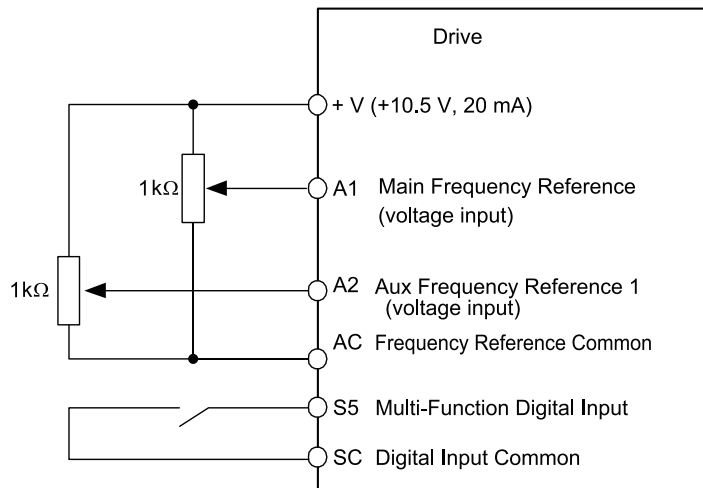 Drive
+ V (+10.5 V, 20 mA)
1kΩ
A1 Main Frequency Reference
(voltage input)
1kΩ
A2 Aux Frequency Reference 1
(voltage input)
AC Frequency Reference Common
S5 Multi-Function Digital Input
SC Digital Input Common